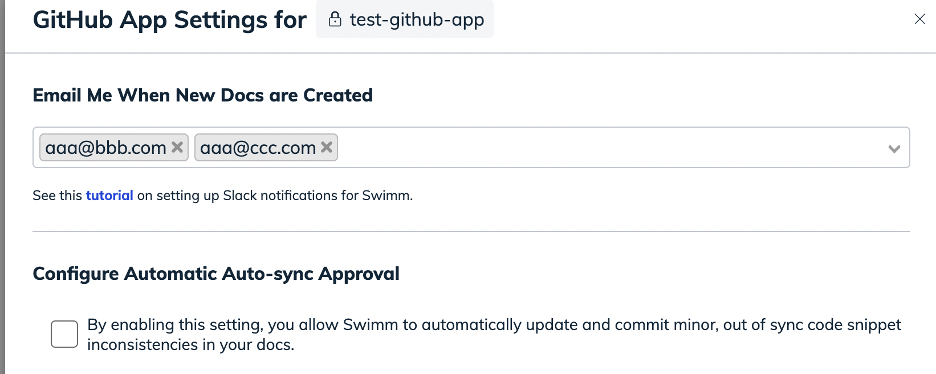 GitHub App Settings for test-github-app
Email Me When New Docs are Created
aaa@bbb.com aaa@ccc.com
See this tutorial on setting up Slack notifications for Swimm.
Configure Automatic Auto-sync Approval
By enabling this setting, you allow Swimm to automatically update and commit minor, out of sync code snippet
inconsistencies in your docs.